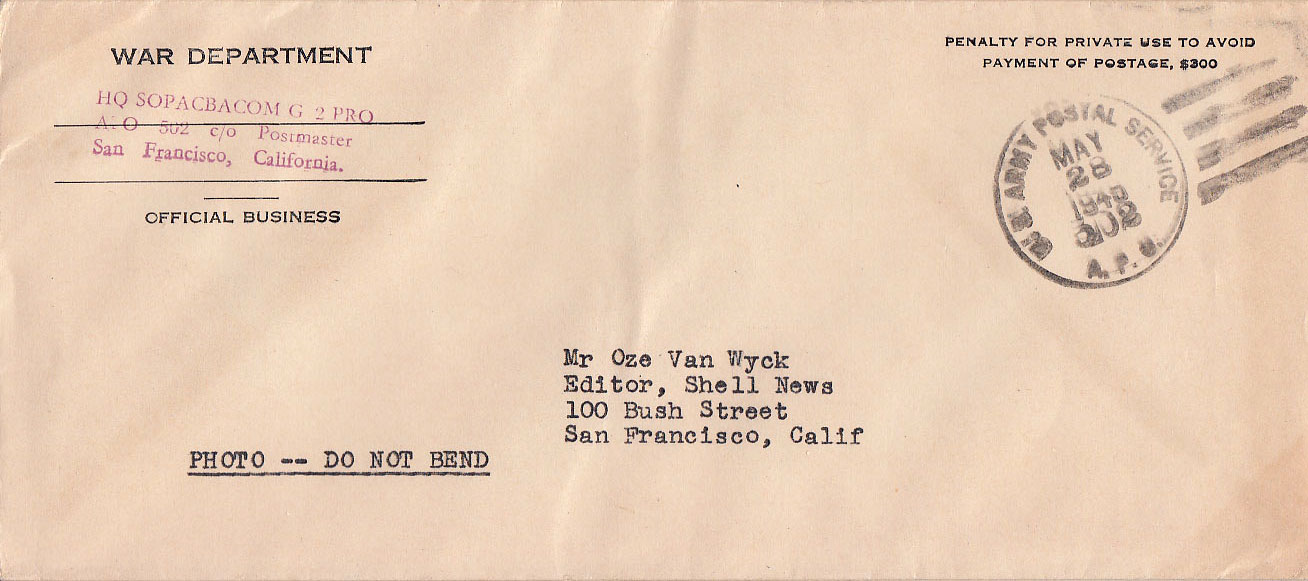 WAR DEPARTMENT
HQ SOPACBACOM G 2 PRO
APO 502 c/o Postmaster
San Francisco, California.
OFFICIAL BUSINESS
PENALTY FOR PRIVATE USE TO AVOID
PAYMENT OF POSTAGE, $300
U.S. ARMY POSTAL SERVICE
MAY
28
502
A. P. O.
Mr Oze Van Wyck
Editor, Shell News
100 Bush Street
San Francisco, Calif
PHOTO -- DO NOT BEND